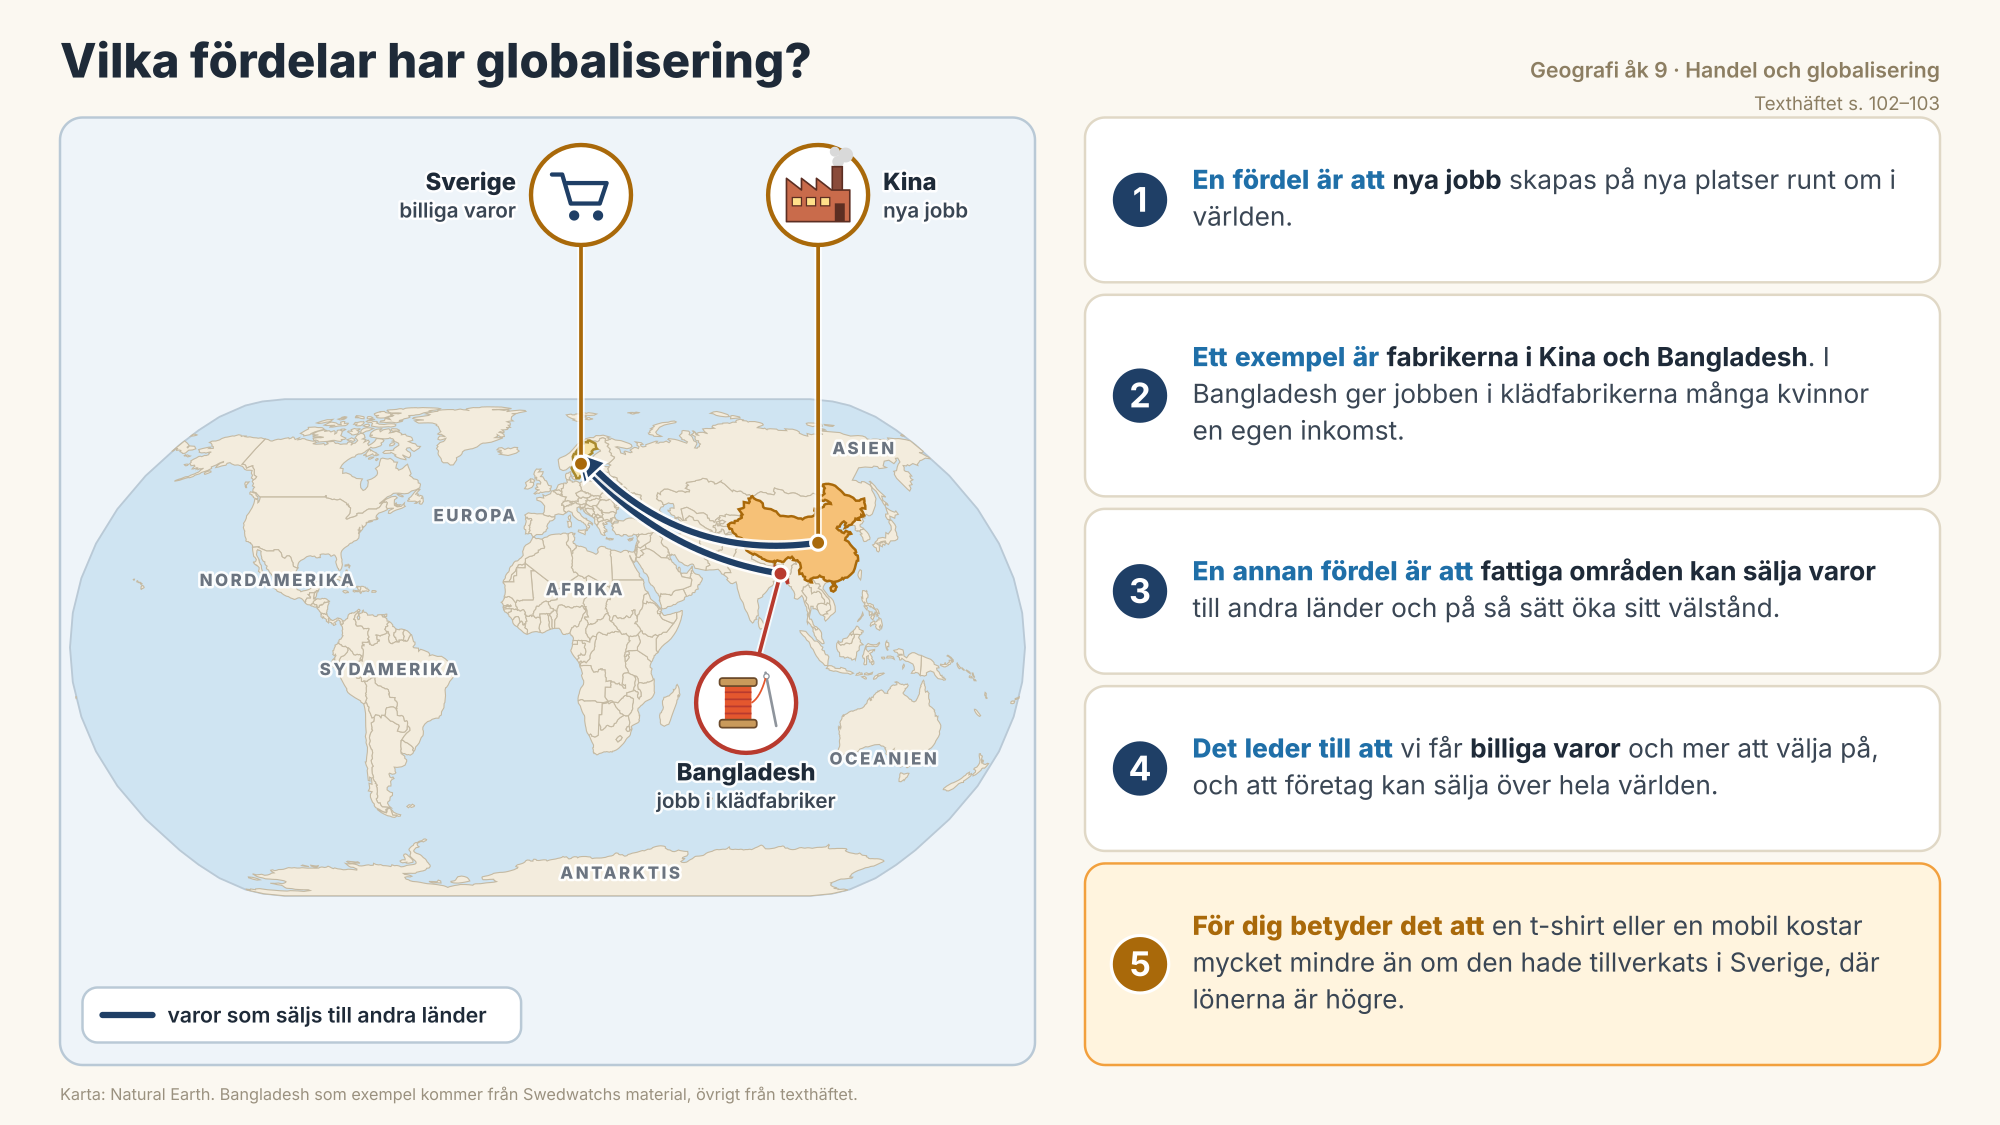 Vilka fördelar har globalisering?
Geografi åk 9 · Handel och globalisering
Texthäftet s. 102–103
Sverige
billiga varor
Kina
nya jobb
ASIEN
EUROPA
NORDAMERIKA
AFRIKA
SYDAMERIKA
OCEANIEN
Bangladesh
jobb i klädfabriker
ANTARKTIS
varor som säljs till andra länder
1
En fördel är att nya jobb skapas på nya platser runt om i
världen.
2
Ett exempel är fabrikerna i Kina och Bangladesh. I
Bangladesh ger jobben i klädfabrikerna många kvinnor
en egen inkomst.
3
En annan fördel är att fattiga områden kan sälja varor
till andra länder och på så sätt öka sitt välstånd.
4
Det leder till att vi får billiga varor och mer att välja på,
och att företag kan sälja över hela världen.
5
För dig betyder det att en t-shirt eller en mobil kostar
mycket mindre än om den hade tillverkats i Sverige, där
lönerna är högre.
Karta: Natural Earth. Bangladesh som exempel kommer från Swedwatchs material, övrigt från texthäftet.